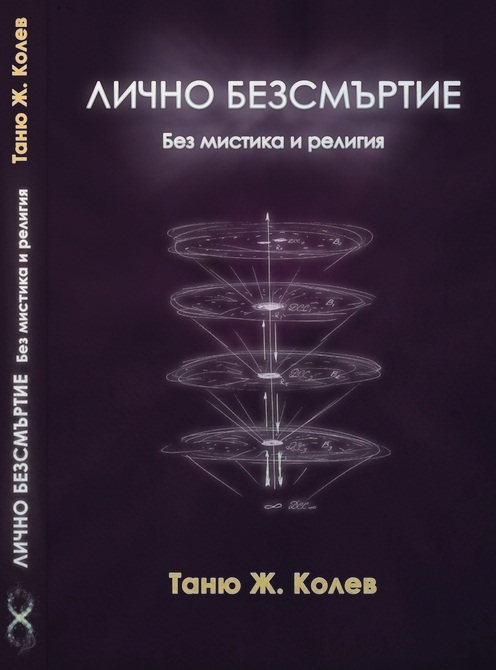 ЛИЧНО БЕЗСМЪРТИЕ
Без мистика и религия
Таню Ж. Колев
ЛИЧНО БЕЗСМЪРТИЕ Без мистика и религия Таню Ж. Колев